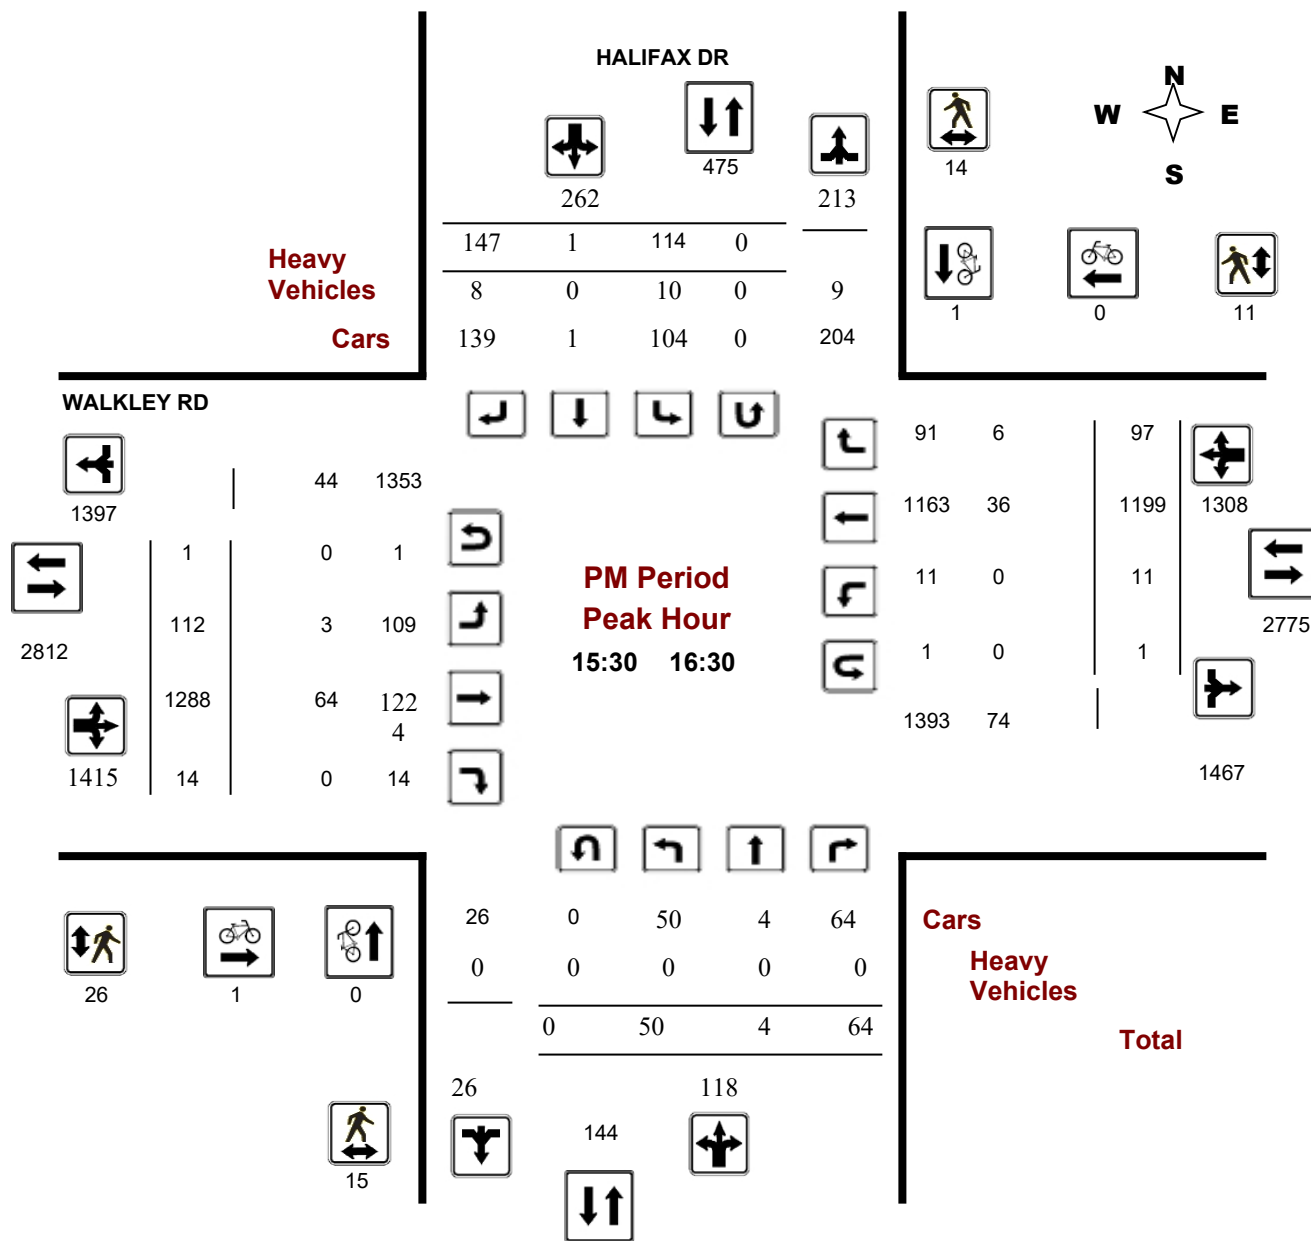 HALIFAX DR
N
W E
S
475
14
262
213
147 1 114 0
Heavy
Vehicles
8 0 10 0 9
1 0 11
Cars
139 1 104 0 204
WALKLEY RD
91 6 97
44 1353
1397
1163 36 1199 1308
1 0 1
PM Period
Peak Hour
15:30 16:30
11 0 11
112 3 109
2812
2775
1 0 1
1288 64 122
4
1393 74
1415 14 0 14
1467
26 0 50 4 64
Cars
0 0 0 0 0
Heavy
Vehicles
26 1 0
0 50 4 64
Total
26 118
144
15